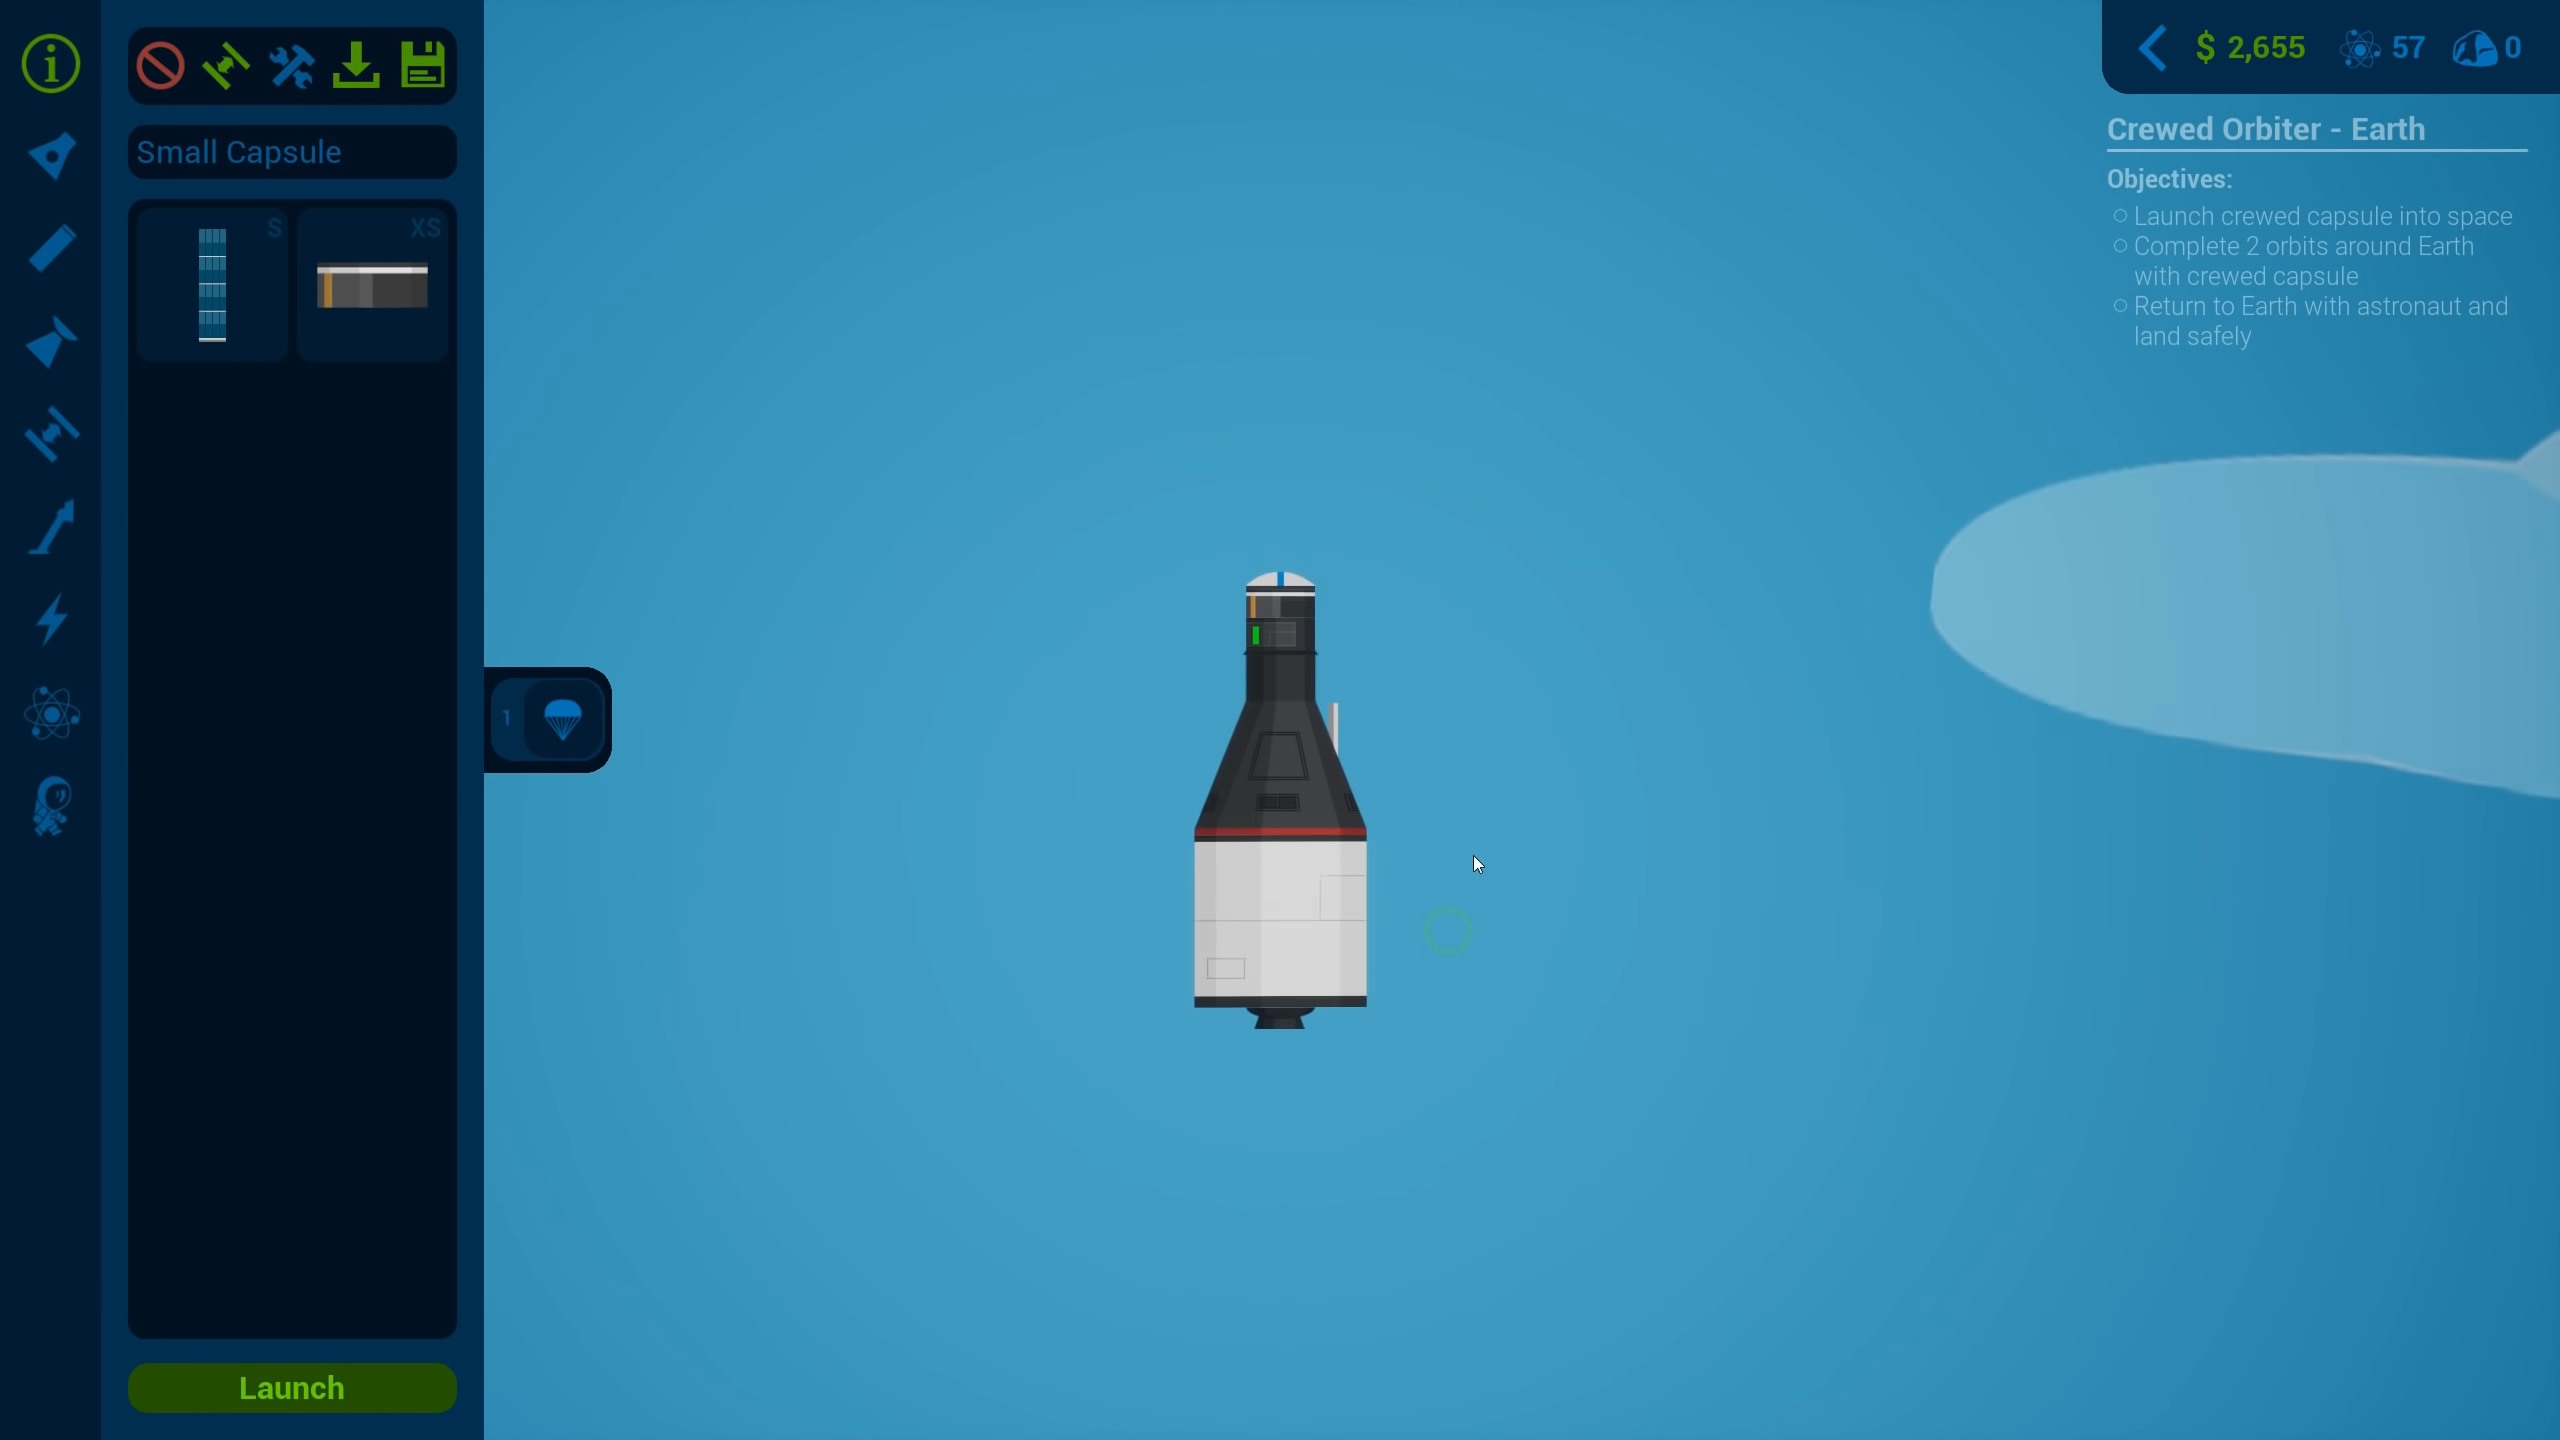 Small Capsule
S
XS
1
Launch
$ 2,655
57
0
Crewed Orbiter - Earth
Objectives:
Launch crewed capsule into space
Complete 2 orbits around Earth
with crewed capsule
Return to Earth with astronaut and
land safely